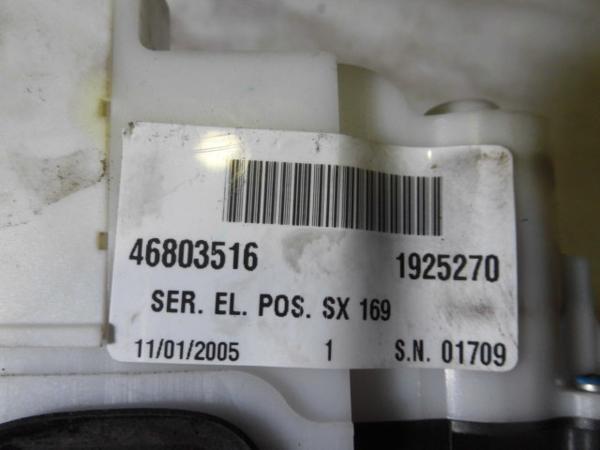 46803516 1925270
SER. EL. POS. SX 169
11/01/2005 1 S.N. 01709